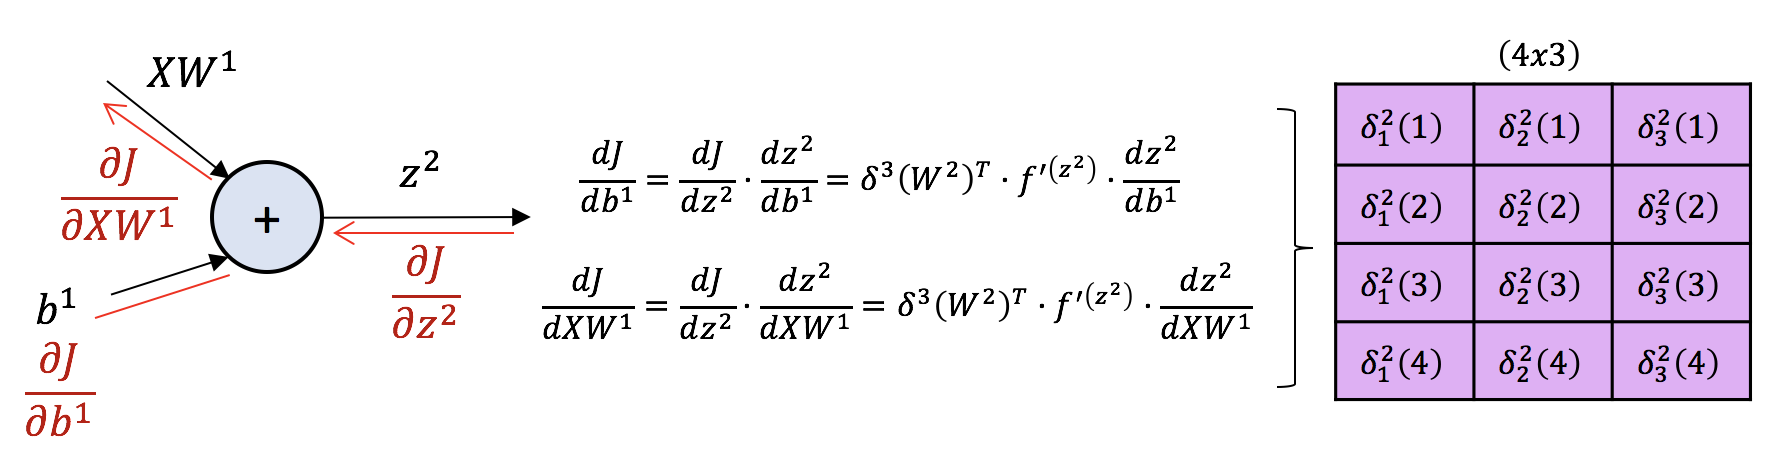 XW¹
∂J/∂XW¹
+
z²
∂J/∂z²
b¹
∂J/∂b¹
dJ/db¹ = dJ/dz² · dz²/db¹ = δ³(W²)ᵀ · f′⁽ᶻ²⁾ · dz²/db¹
dJ/dXW¹ = dJ/dz² · dz²/dXW¹ = δ³(W²)ᵀ · f′⁽ᶻ²⁾ · dz²/dXW¹
(4x3)
δ₁²(1) δ₂²(1) δ₃²(1)
δ₁²(2) δ₂²(2) δ₃²(2)
δ₁²(3) δ₂²(3) δ₃²(3)
δ₁²(4) δ₂²(4) δ₃²(4)